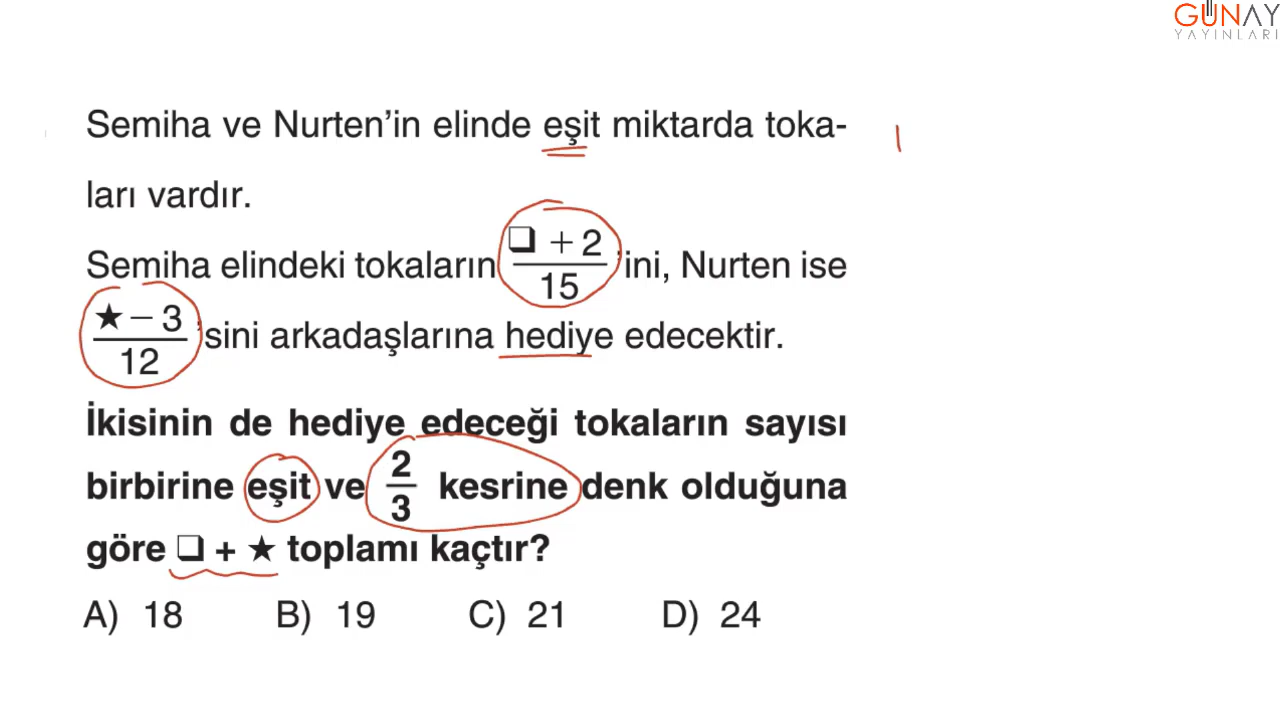 GÜNAY
YAYINLARI
Semiha ve Nurten'in elinde eşit miktarda toka-
ları vardır.
Semiha elindeki tokaların (❑ + 2)/15 'ini, Nurten ise
(★ − 3)/12 'sini arkadaşlarına hediye edecektir.
İkisinin de hediye edeceği tokaların sayısı
birbirine eşit ve 2/3 kesrine denk olduğuna
göre ❑ + ★ toplamı kaçtır?
A) 18 B) 19 C) 21 D) 24